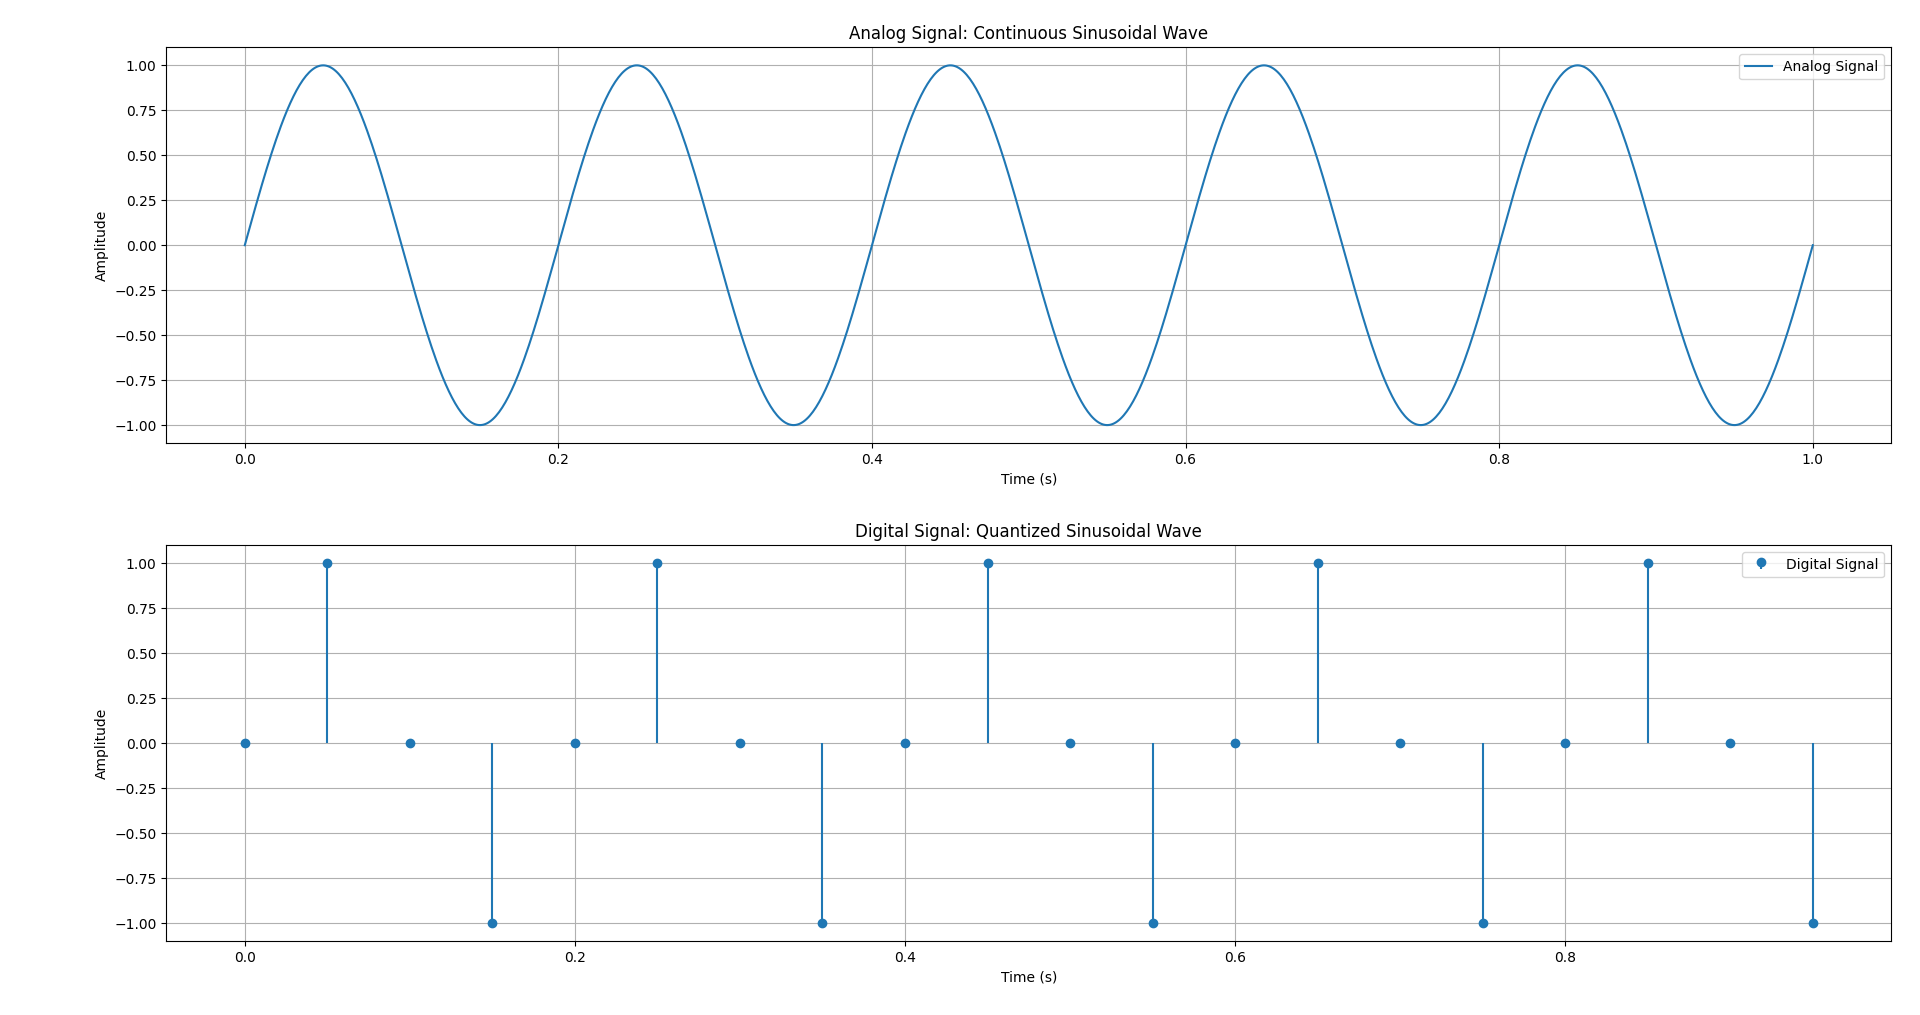 Analog Signal: Continuous Sinusoidal Wave
Analog Signal
1.00
0.75
0.50
0.25
0.00
−0.25
−0.50
−0.75
−1.00
Amplitude
0.0 0.2 0.4 0.6 0.8 1.0
Time (s)
Digital Signal: Quantized Sinusoidal Wave
Digital Signal
1.00
0.75
0.50
0.25
0.00
−0.25
−0.50
−0.75
−1.00
Amplitude
0.0 0.2 0.4 0.6 0.8
Time (s)